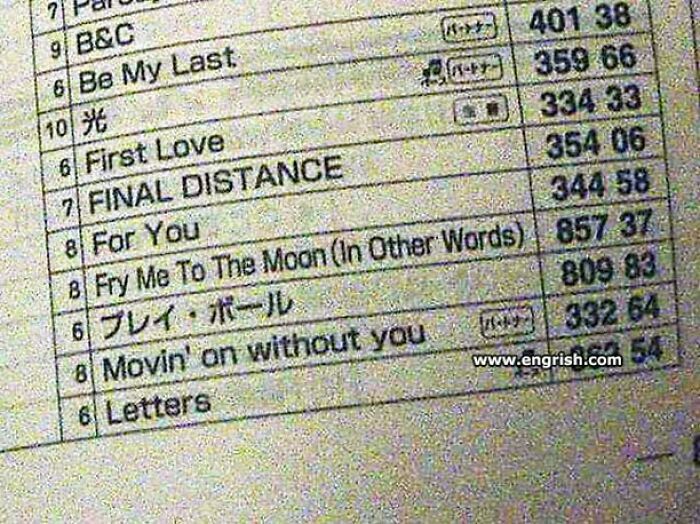 7
9 B&C
6 Be My Last パートナー 401 38
10 光 パートナー 359 66
6 First Love 334 33
7 FINAL DISTANCE 354 06
8 For You 344 58
8 Fry Me To The Moon (In Other Words) 857 37
6 プレイ・ボール 809 83
8 Movin' on without you パートナー 332 64
6 Letters 54
www.engrish.com